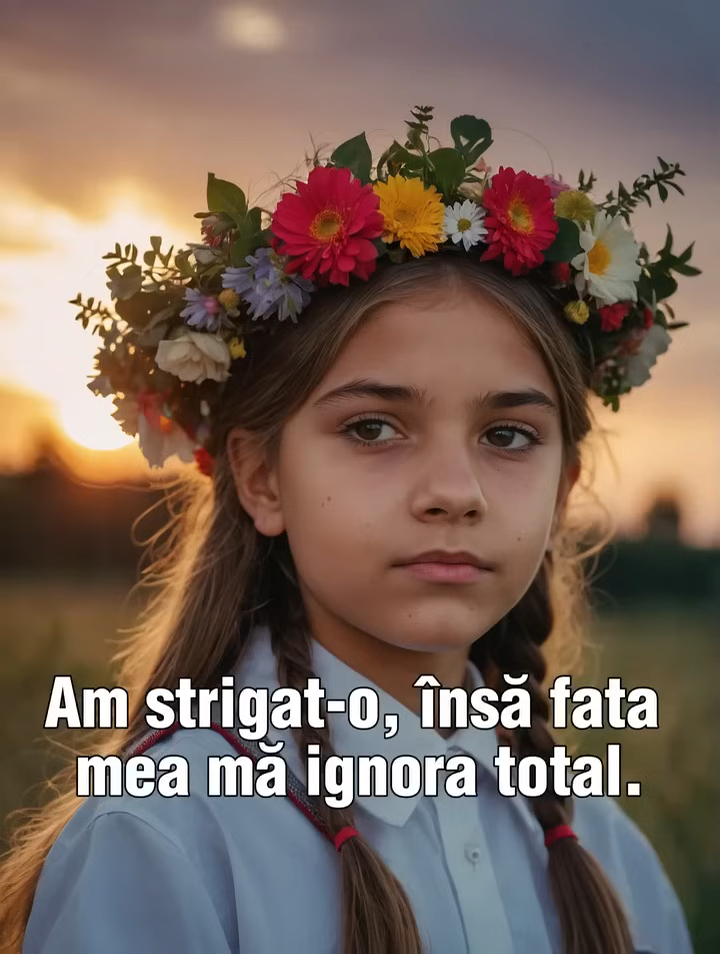 Am strigat-o, însă fata
mea mă ignora total.